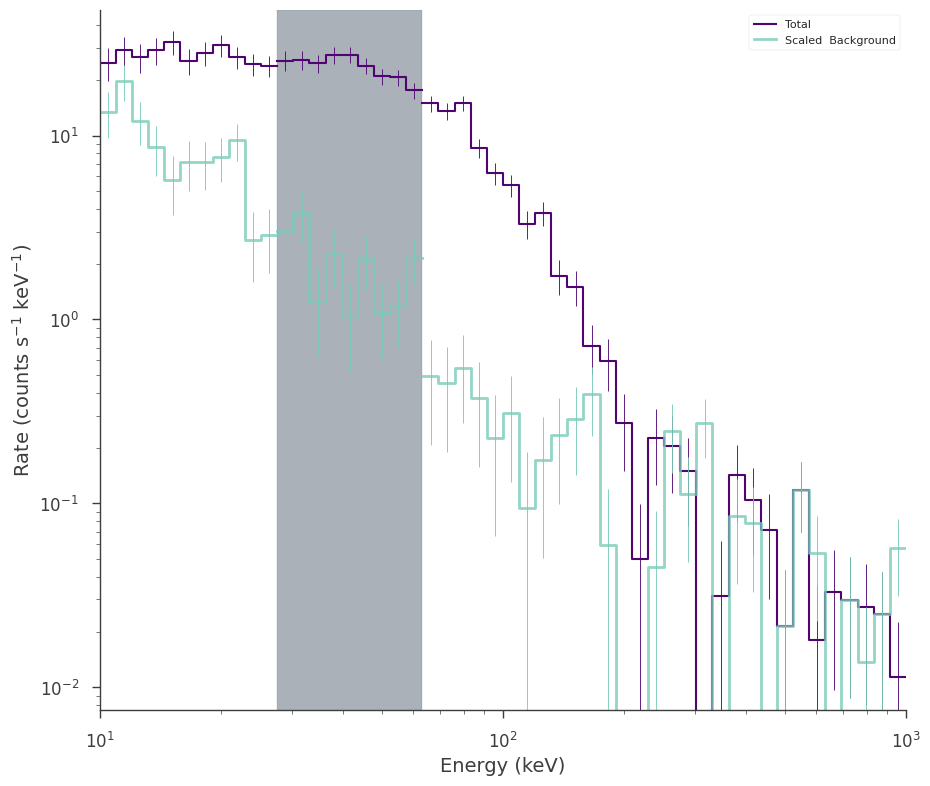 Total
Scaled Background
10¹
10⁰
10⁻¹
10⁻²
Rate (counts s⁻¹ keV⁻¹)
10¹
10²
10³
Energy (keV)